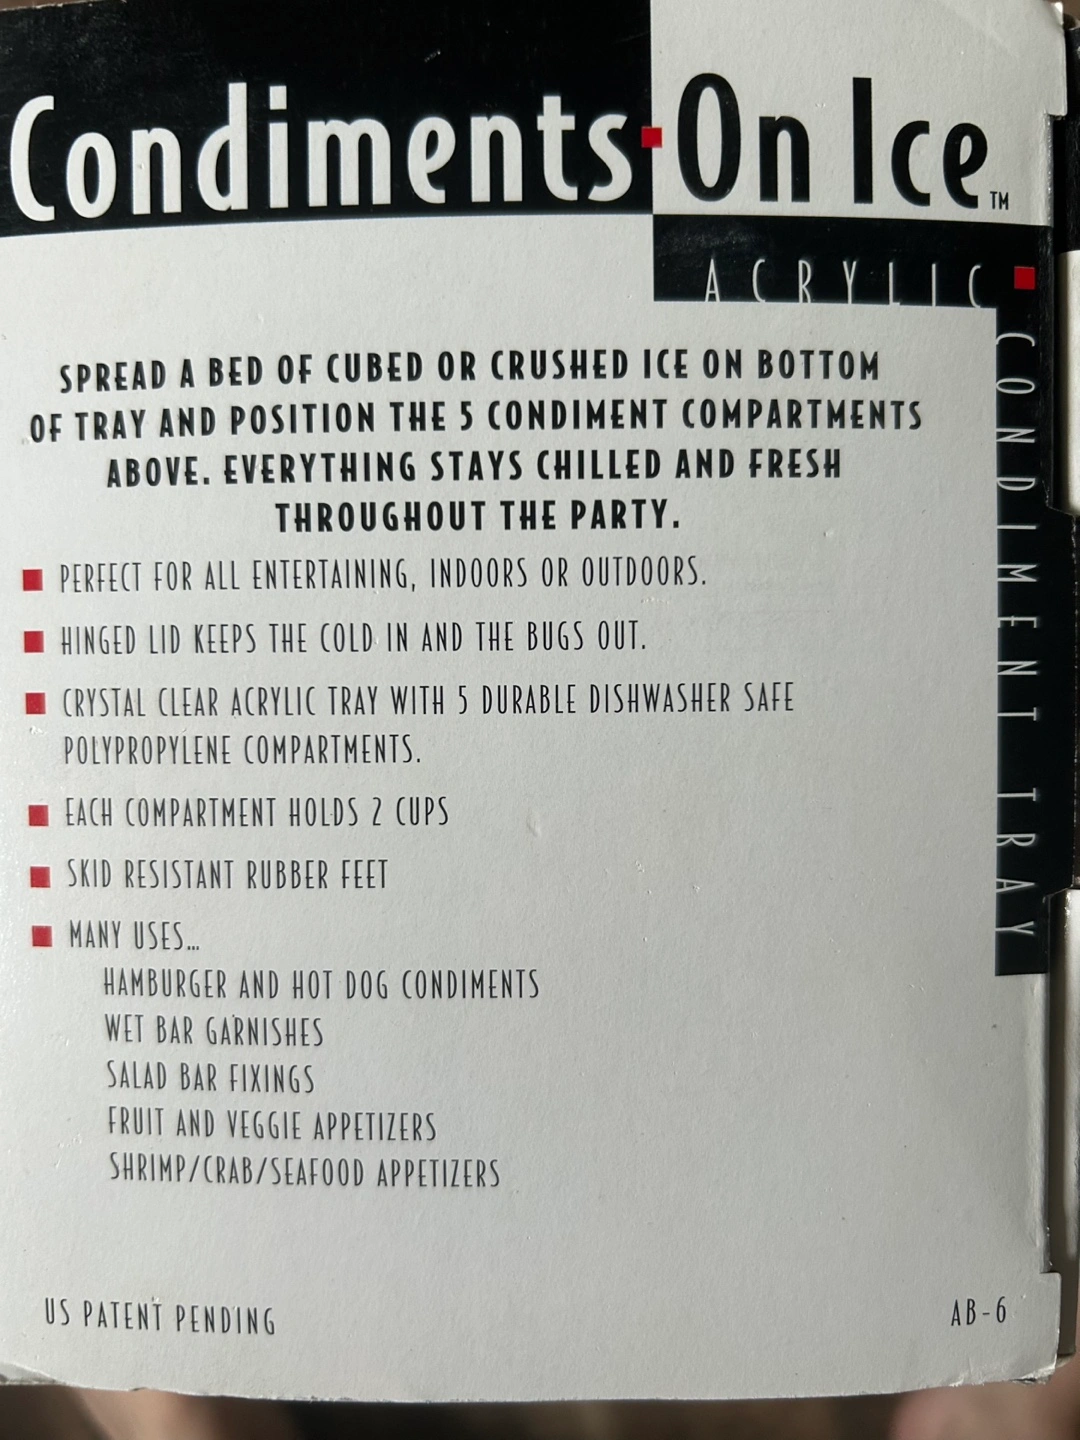 Condiments On Ice™
ACRYLIC
CONDIMENT TRAY
SPREAD A BED OF CUBED OR CRUSHED ICE ON BOTTOM
OF TRAY AND POSITION THE 5 CONDIMENT COMPARTMENTS
ABOVE. EVERYTHING STAYS CHILLED AND FRESH
THROUGHOUT THE PARTY.
PERFECT FOR ALL ENTERTAINING, INDOORS OR OUTDOORS.
HINGED LID KEEPS THE COLD IN AND THE BUGS OUT.
CRYSTAL CLEAR ACRYLIC TRAY WITH 5 DURABLE DISHWASHER SAFE
POLYPROPYLENE COMPARTMENTS.
EACH COMPARTMENT HOLDS 2 CUPS
SKID RESISTANT RUBBER FEET
MANY USES...
HAMBURGER AND HOT DOG CONDIMENTS
WET BAR GARNISHES
SALAD BAR FIXINGS
FRUIT AND VEGGIE APPETIZERS
SHRIMP/CRAB/SEAFOOD APPETIZERS
US PATENT PENDING
AB-6